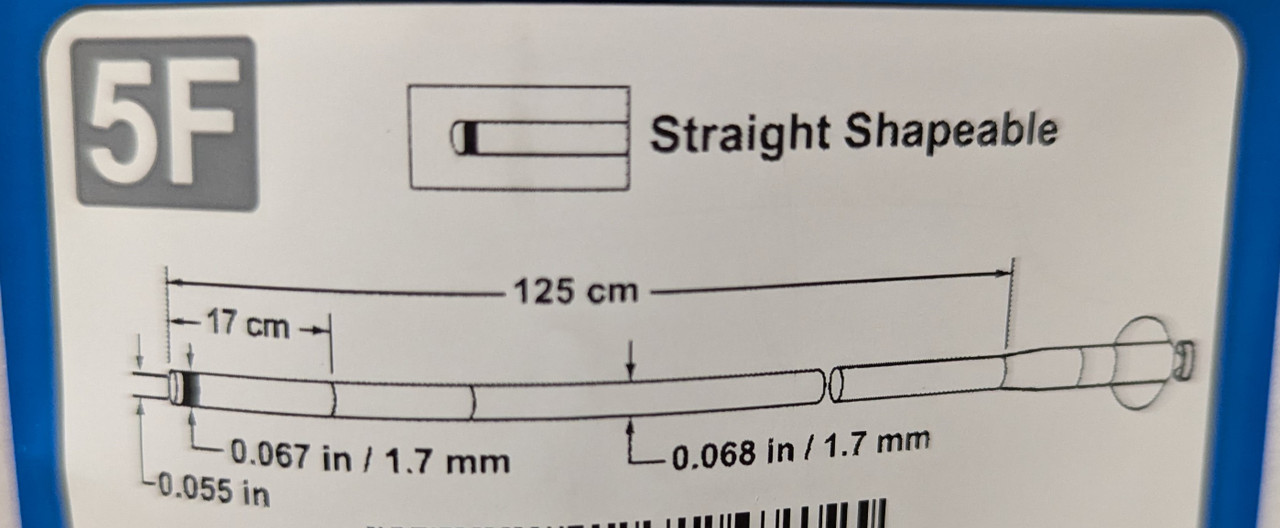 5F
Straight Shapeable
125 cm
17 cm
0.067 in / 1.7 mm
0.068 in / 1.7 mm
0.055 in